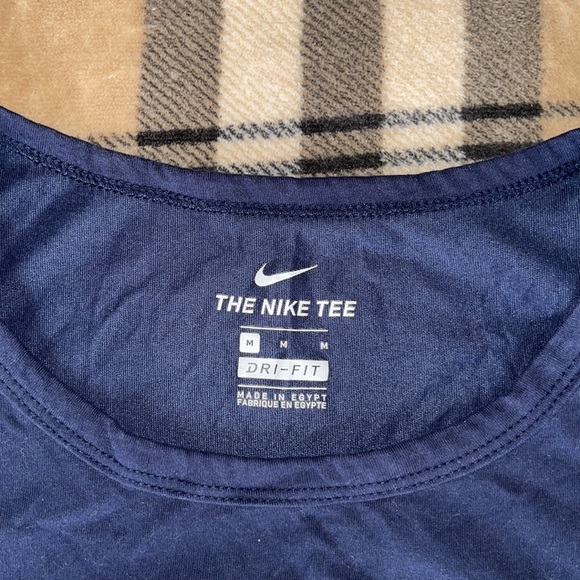 THE NIKE TEE
M M M
DRI-FIT
MADE IN EGYPT
FABRIQUE EN EGYPTE